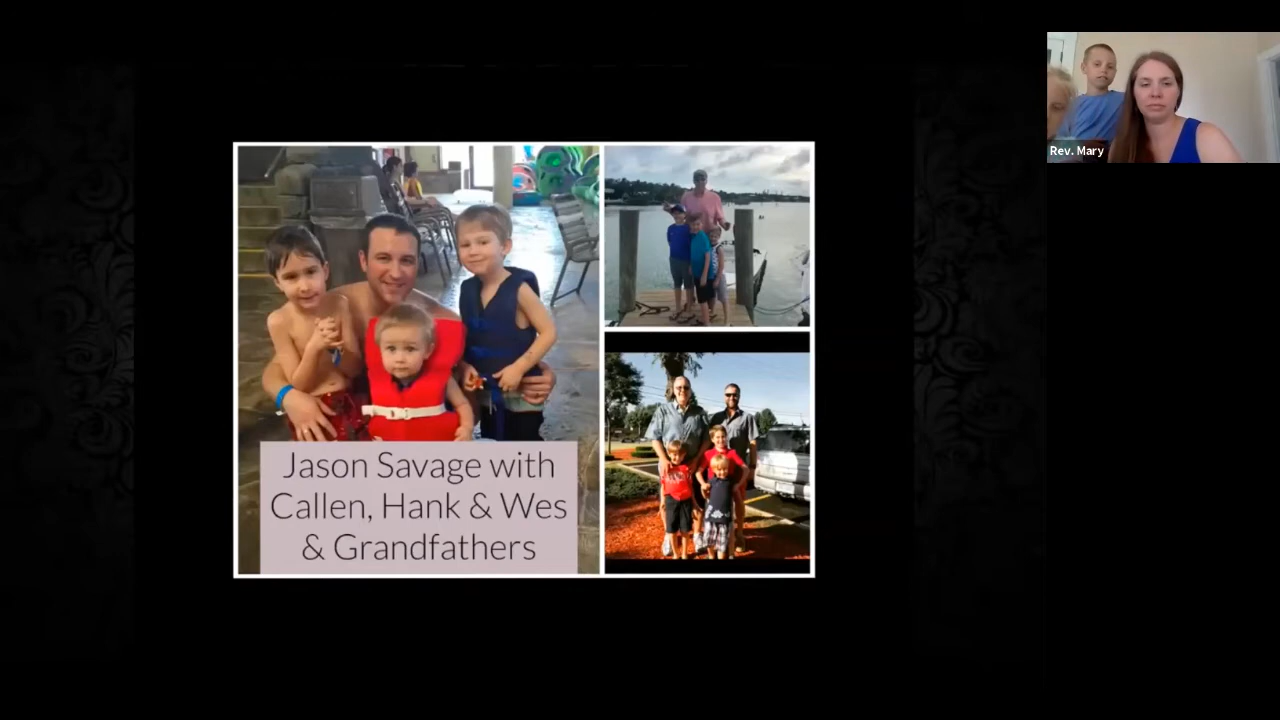 Jason Savage with
Callen, Hank & Wes
& Grandfathers
Rev. Mary